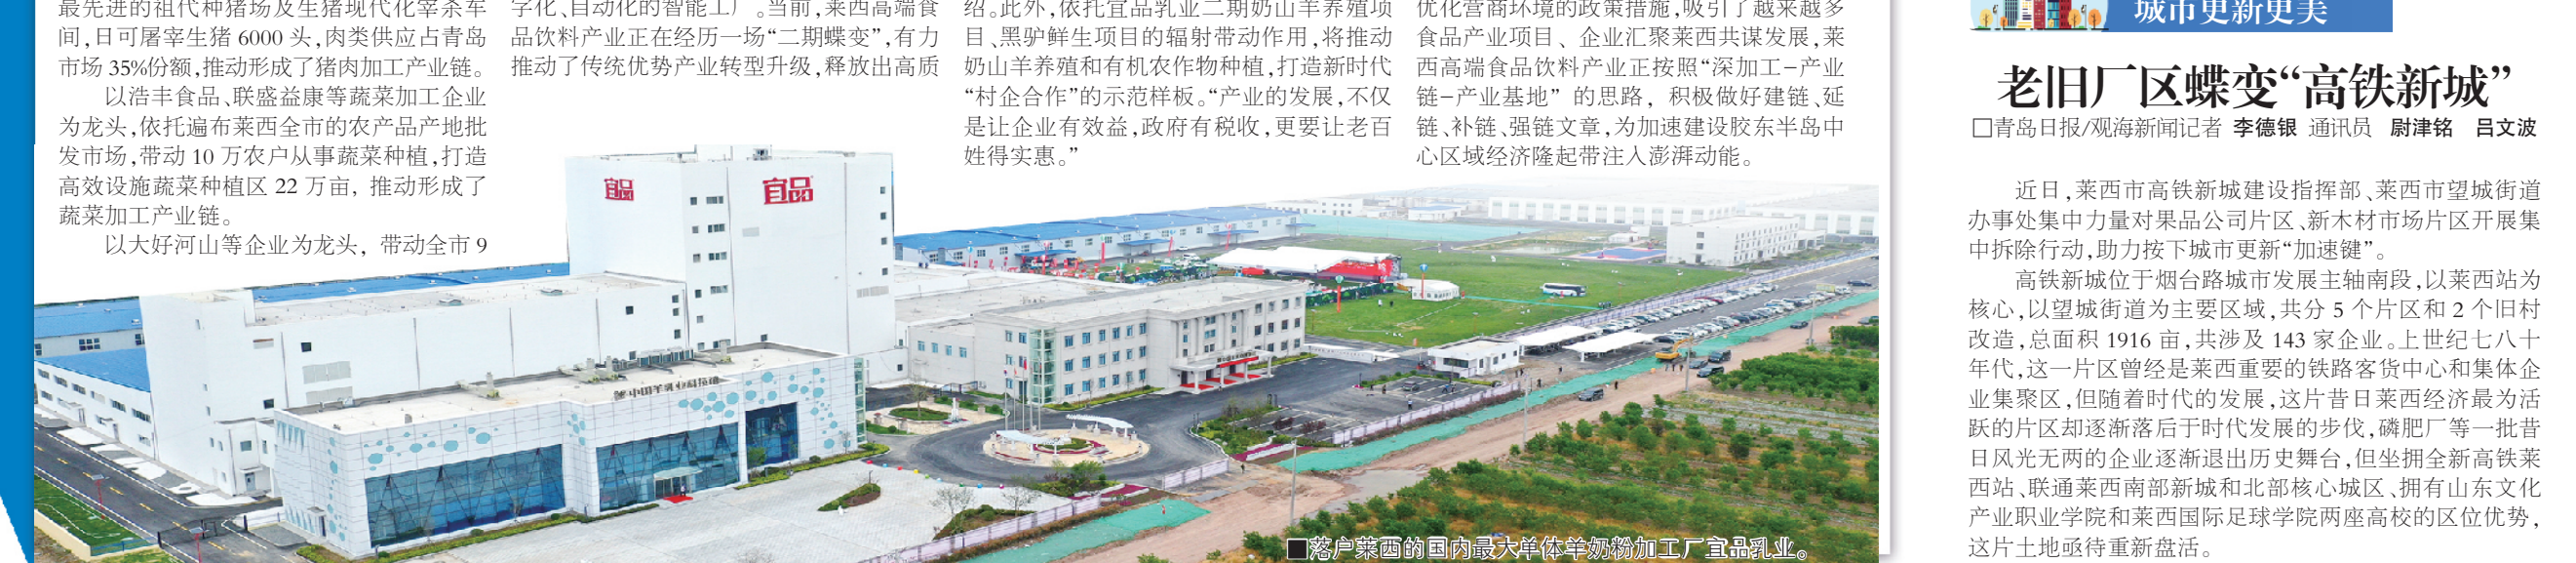 最先进的祖代种猪场及生猪现代化宰杀车
间,日可屠宰生猪 6000 头,肉类供应占青岛
市场 35%份额,推动形成了猪肉加工产业链。
以浩丰食品、联盛益康等蔬菜加工企业
为龙头,依托遍布莱西全市的农产品产地批
发市场,带动 10 万农户从事蔬菜种植,打造
高效设施蔬菜种植区 22 万亩, 推动形成了
蔬菜加工产业链。
以大好河山等企业为龙头, 带动全市 9
字化、自动化的智能工厂。当前,莱西高端食
品饮料产业正在经历一场“二期蝶变”,有力
推动了传统优势产业转型升级,释放出高质
绍。此外,依托宜品乳业二期奶山羊养殖项
目、黑驴鲜生项目的辐射带动作用,将推动
奶山羊养殖和有机农作物种植,打造新时代
“村企合作”的示范样板。“产业的发展,不仅
是让企业有效益,政府有税收,更要让老百
姓得实惠。”
优化营商环境的政策措施,吸引了越来越多
食品产业项目、企业汇聚莱西共谋发展,莱
西高端食品饮料产业正按照“深加工-产业
链-产业基地” 的思路, 积极做好建链、延
链、补链、强链文章,为加速建设胶东半岛中
心区域经济隆起带注入澎湃动能。
宜品
宜品
■落户莱西的国内最大单体羊奶粉加工厂宜品乳业。
城市更新更美
老旧厂区蝶变“高铁新城”
□青岛日报/观海新闻记者 李德银 通讯员 尉津铭 吕文波
近日,莱西市高铁新城建设指挥部、莱西市望城街道
办事处集中力量对果品公司片区、新木材市场片区开展集
中拆除行动,助力按下城市更新“加速键”。
高铁新城位于烟台路城市发展主轴南段,以莱西站为
核心,以望城街道为主要区域,共分 5 个片区和 2 个旧村
改造,总面积 1916 亩,共涉及 143 家企业。上世纪七八十
年代,这一片区曾经是莱西重要的铁路客货中心和集体企
业集聚区,但随着时代的发展,这片昔日莱西经济最为活
跃的片区却逐渐落后于时代发展的步伐,磷肥厂等一批昔
日风光无两的企业逐渐退出历史舞台,但坐拥全新高铁莱
西站、联通莱西南部新城和北部核心城区、拥有山东文化
产业职业学院和莱西国际足球学院两座高校的区位优势,
这片土地亟待重新盘活。